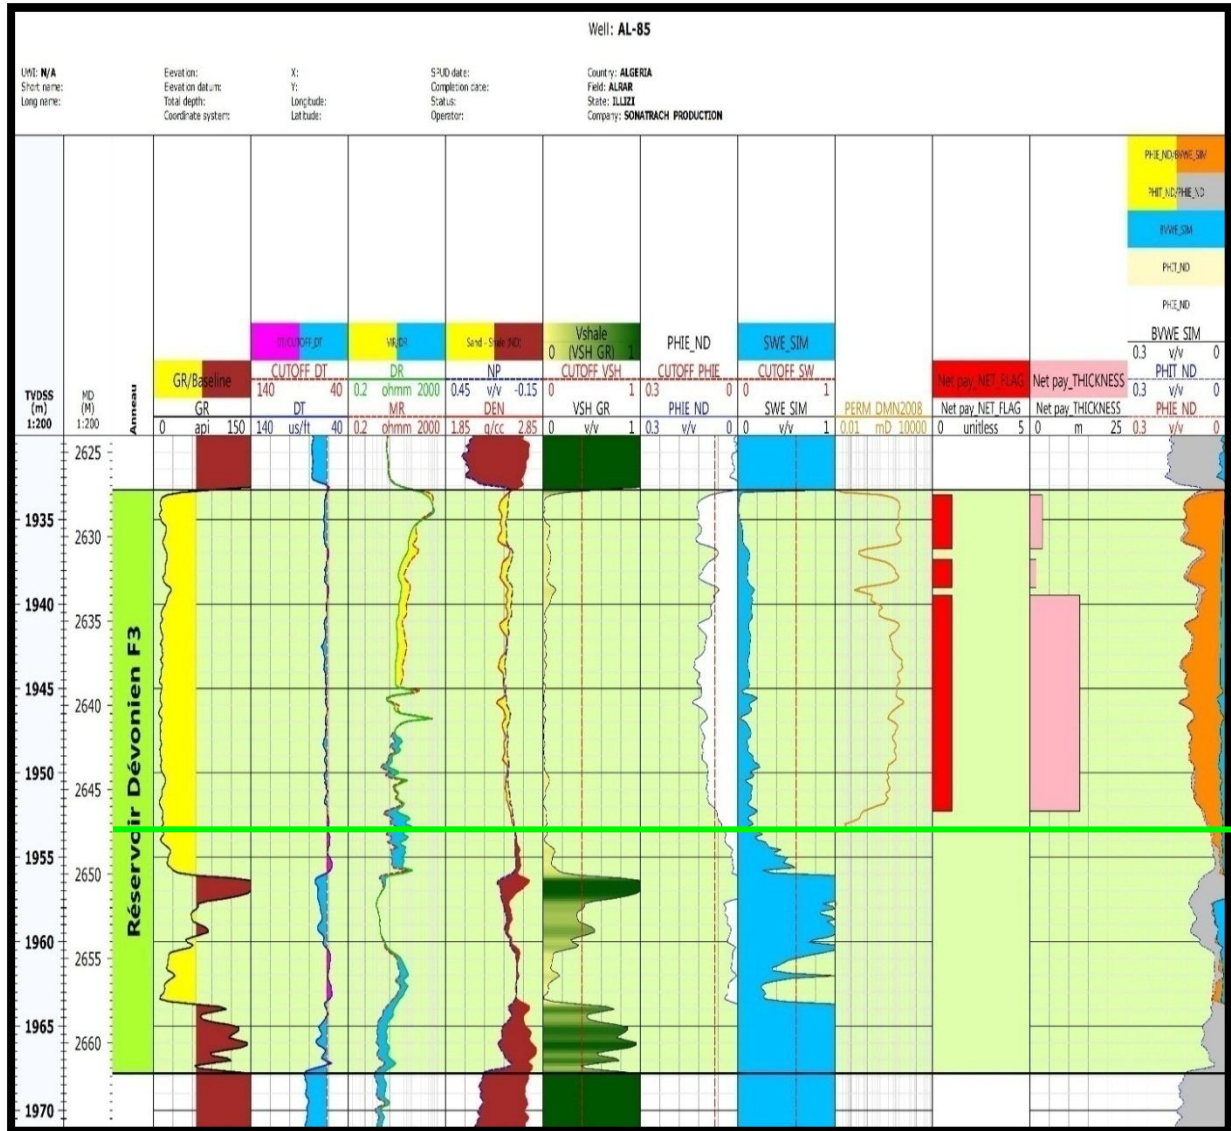 Well: AL-85
UWI: N/A
Short name:
Long name:
Elevation:
Elevation datum:
Total depth:
Coordinate system:
X:
Y:
Longitude:
Latitude:
SPUD date:
Completion date:
Status:
Operator:
Country: ALGERIA
Field: ALRAR
State: ILLIZI
Company: SONATRACH PRODUCTION
PHIE_ND/BVWE_SIM
PHIT_ND/PHIE_ND
BVWE_SIM
PHIT_ND
PHIE_ND
BVWE SIM
0.3 v/v 0
PHIT ND
0.3 v/v 0
PHIE ND
0.3 v/v 0
TVDSS
(m)
1:200
MD
(M)
1:200
Anneau
GR/Baseline
GR
0 api 150
DT/CUTOFF_DT
CUTOFF DT
140 40
DT
140 us/ft 40
MR/DR
DR
0.2 ohmm 2000
MR
0.2 ohmm 2000
Sand - Shale (ND)
NP
0.45 v/v -0.15
DEN
1.85 g/cc 2.85
Vshale
(VSH GR)
0 1
CUTOFF VSH
0 1
VSH GR
0 v/v 1
PHIE_ND
CUTOFF PHIE
0.3 0
PHIE ND
0.3 v/v 0
SWE_SIM
CUTOFF SW
0 1
SWE SIM
0 v/v 1
PERM DMN2008
0.01 mD 10000
Net pay_NET_FLAG
Net pay_NET_FLAG
0 unitless 5
Net pay_THICKNESS
Net pay_THICKNESS
0 m 25
1935
1940
1945
1950
1955
1960
1965
1970
2625
2630
2635
2640
2645
2650
2655
2660
Réservoir Dévonien F3